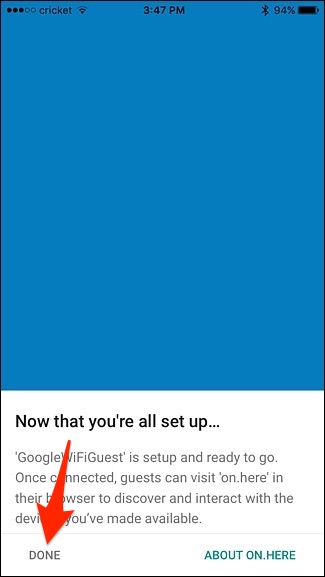 cricket 3:47 PM 94%
Now that you're all set up...
'GoogleWiFiGuest' is setup and ready to go.
Once connected, guests can visit 'on.here' in
their browser to discover and interact with the
devices you've made available.
DONE ABOUT ON.HERE